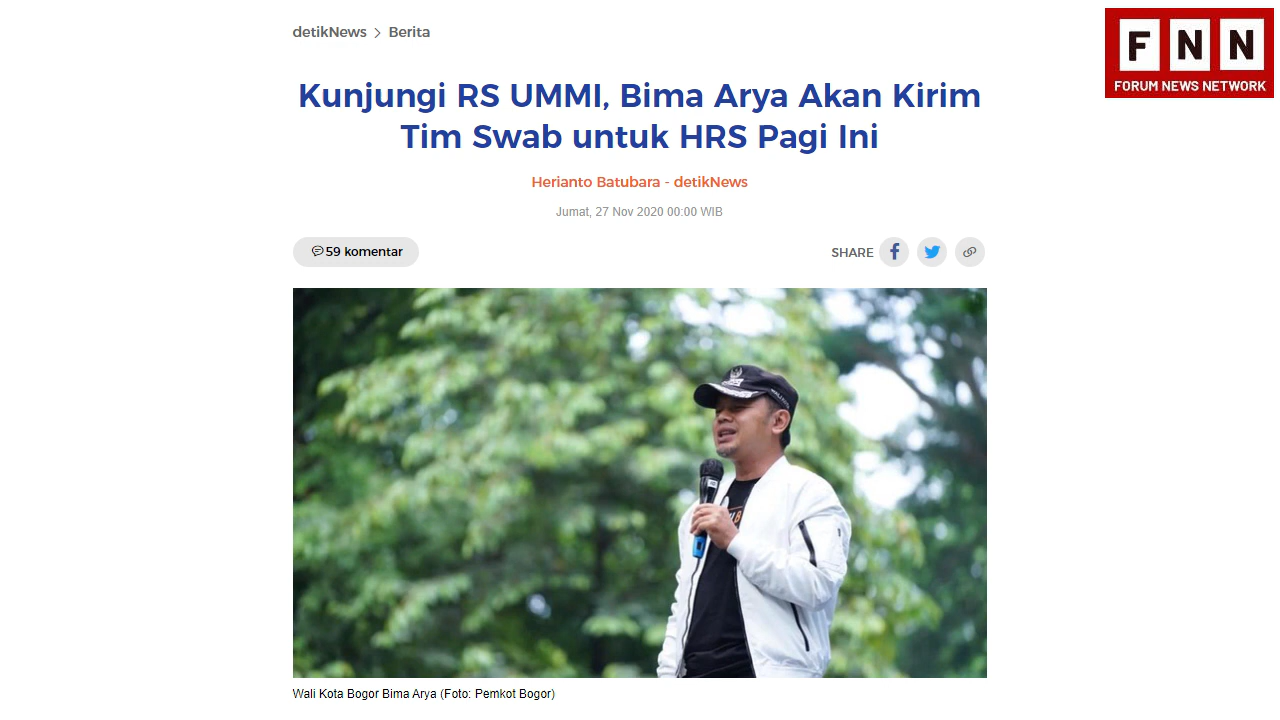 detikNews > Berita
FNN
FORUM NEWS NETWORK
Kunjungi RS UMMI, Bima Arya Akan Kirim
Tim Swab untuk HRS Pagi Ini
Herianto Batubara - detikNews
Jumat, 27 Nov 2020 00:00 WIB
59 komentar
SHARE
Wali Kota Bogor Bima Arya (Foto: Pemkot Bogor)